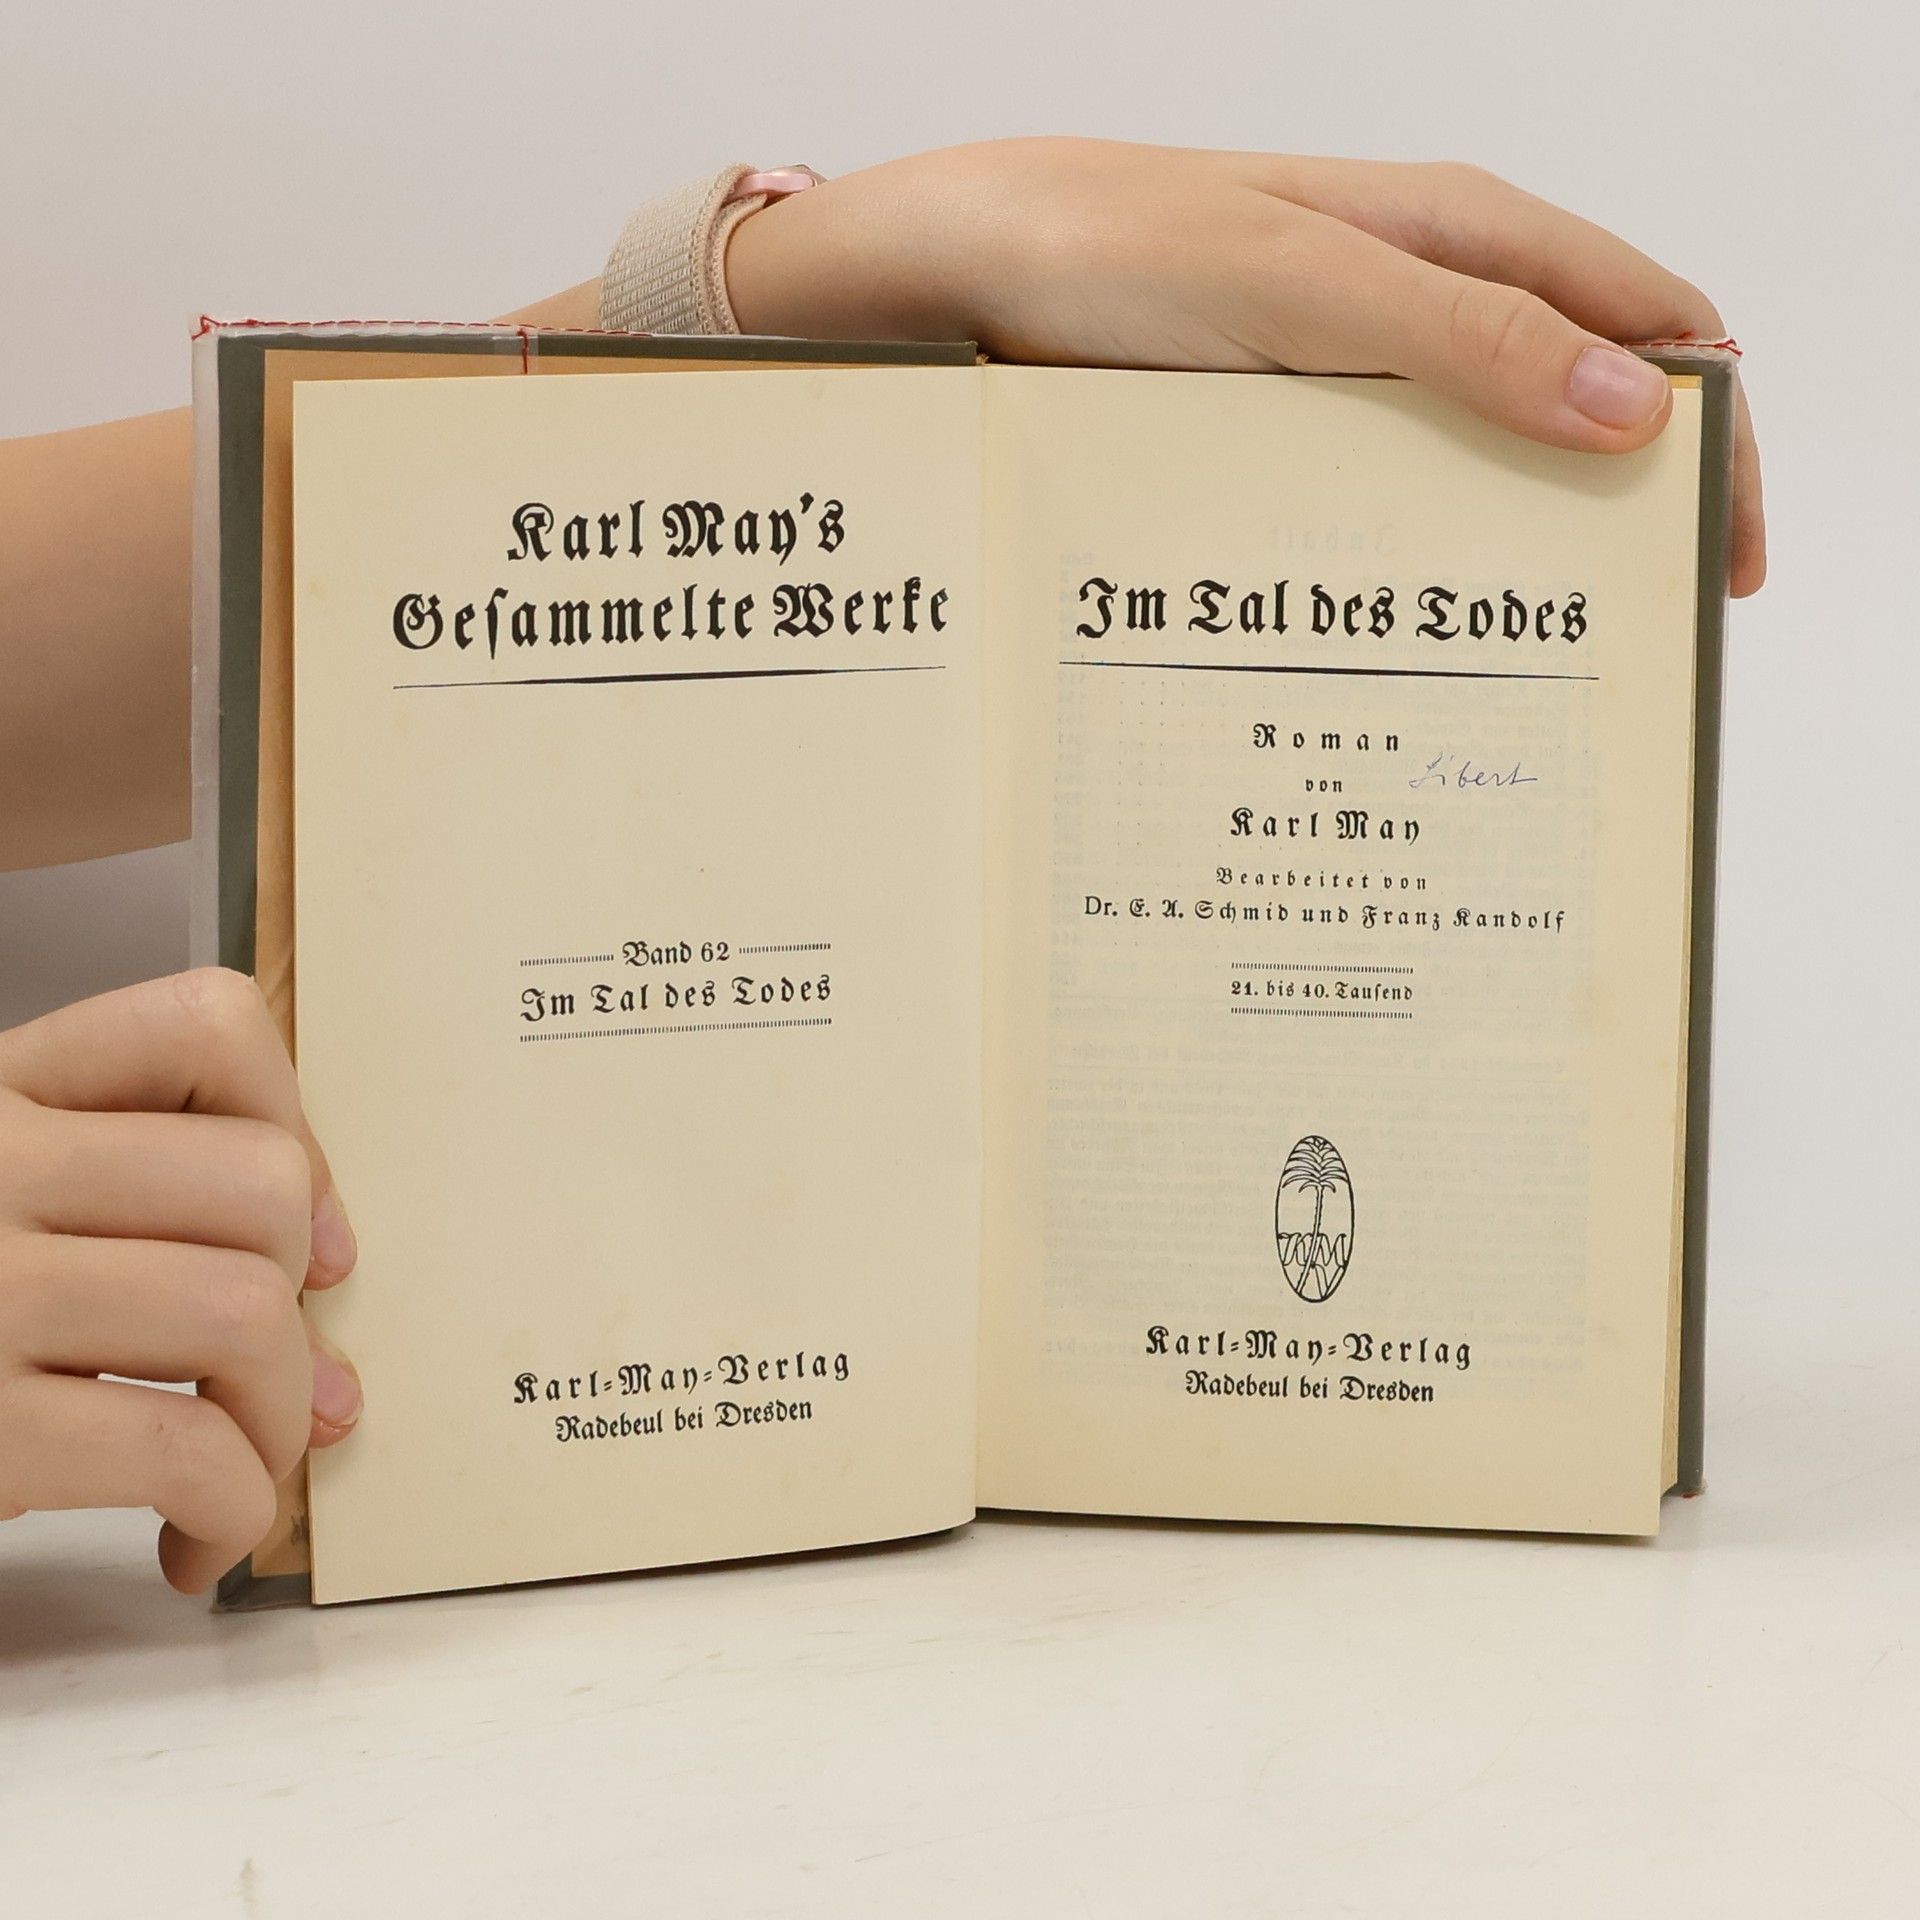 Karl May's
Geſammelte Werke
Band 62
Im Tal des Todes
Karl-May-Verlag
Radebeul bei Dresden
Im Tal des Todes
Roman
von
Libert
Karl May
Bearbeitet von
Dr. E. A. Schmid und Franz Kandolf
21. bis 40. Tauſend
KM
V
Karl-May-Verlag
Radebeul bei Dresden